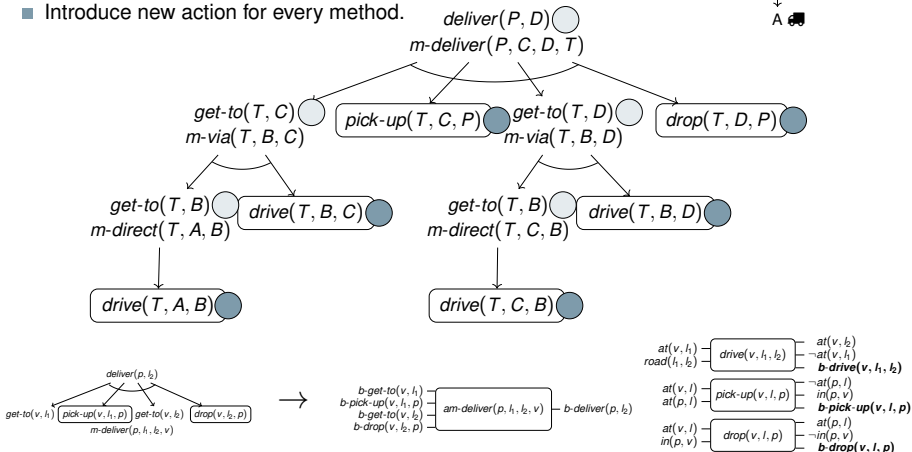 Introduce new action for every method.
A
deliver(P, D)
m-deliver(P, C, D, T)
get-to(T, C)
m-via(T, B, C)
pick-up(T, C, P)
get-to(T, D)
m-via(T, B, D)
drop(T, D, P)
get-to(T, B)
m-direct(T, A, B)
drive(T, B, C)
get-to(T, B)
m-direct(T, C, B)
drive(T, B, D)
drive(T, A, B)
drive(T, C, B)
deliver(p, l₂)
get-to(v, l₁) pick-up(v, l₁, p) get-to(v, l₂) drop(v, l₂, p)
m-deliver(p, l₁, l₂, v)
→
b-get-to(v, l₁)
b-pick-up(v, l₁, p)
b-get-to(v, l₂)
b-drop(v, l₂, p)
am-deliver(p, l₁, l₂, v)
b-deliver(p, l₂)
at(v, l₁)
road(l₁, l₂)
drive(v, l₁, l₂)
at(v, l₂)
¬at(v, l₁)
b-drive(v, l₁, l₂)
at(v, l)
at(p, l)
pick-up(v, l, p)
¬at(p, l)
in(p, v)
b-pick-up(v, l, p)
at(v, l)
in(p, v)
drop(v, l, p)
at(p, l)
¬in(p, v)
b-drop(v, l, p)